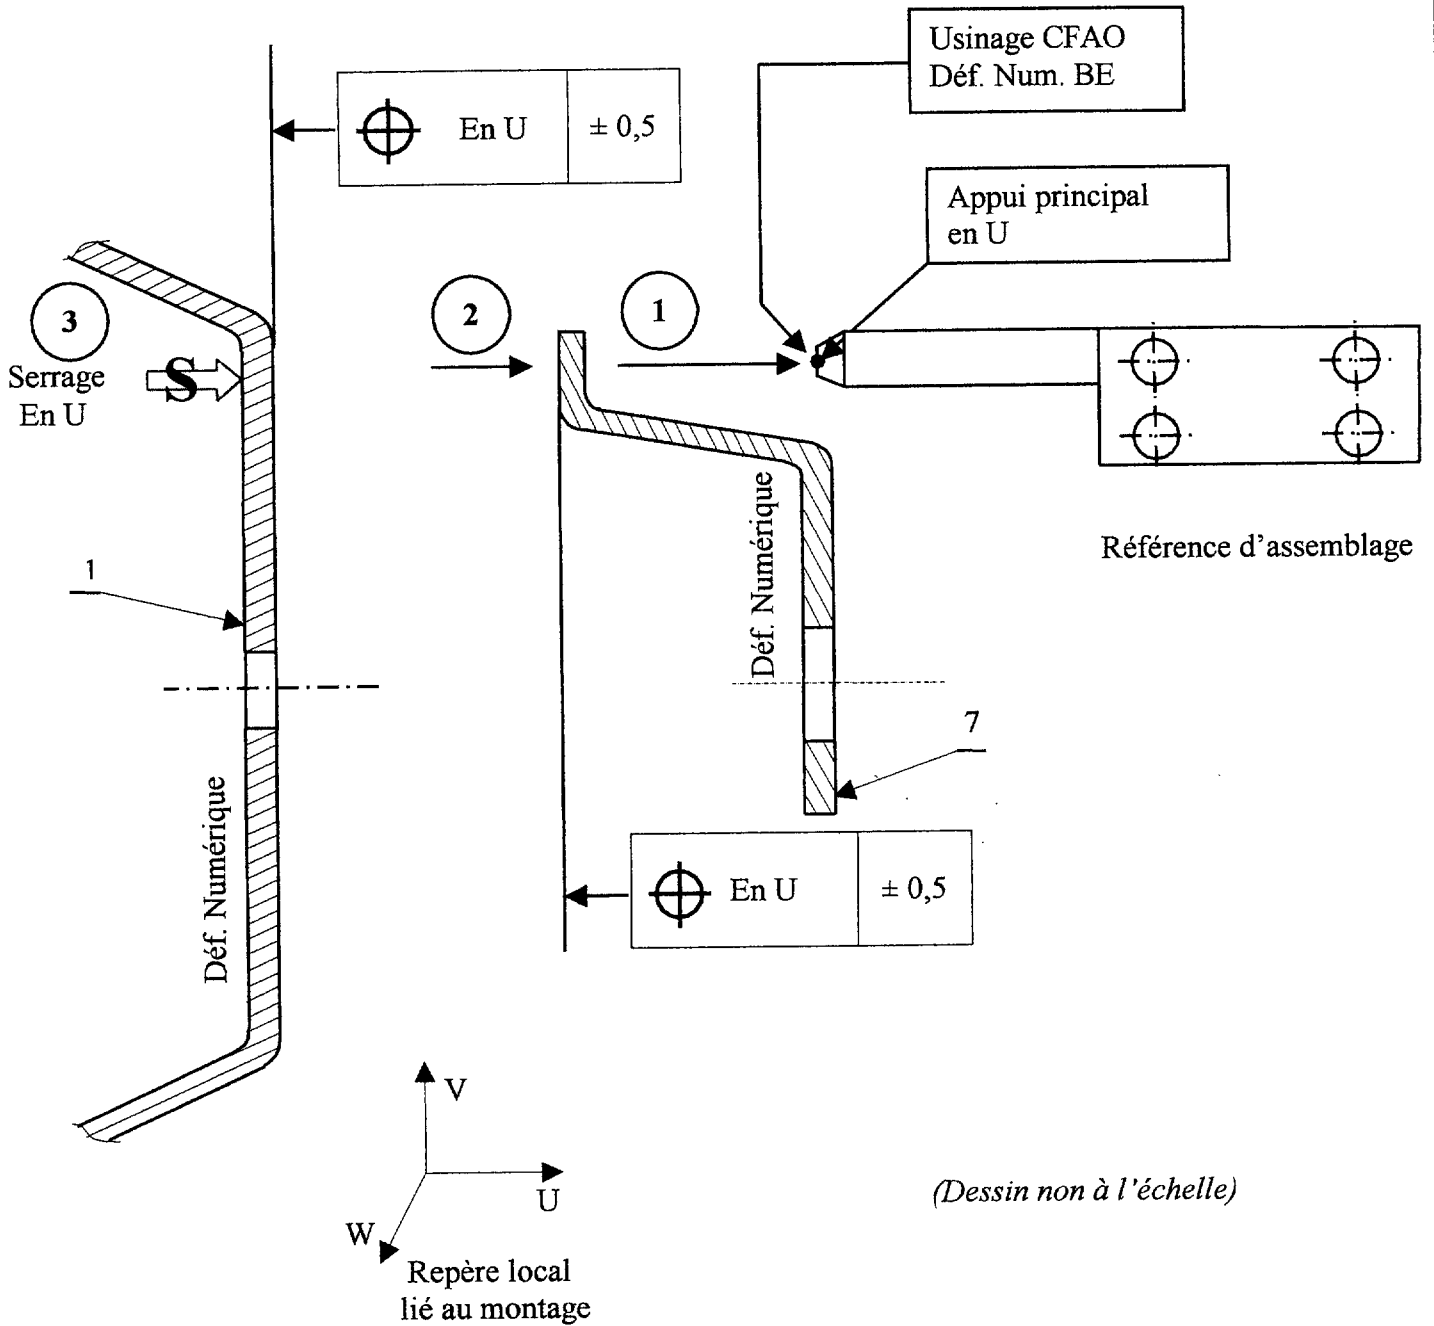 Usinage CFAO
Déf. Num. BE
En U
± 0,5
Appui principal
en U
3
2
1
Serrage
En U
S
Déf. Numérique
Référence d'assemblage
1
7
Déf. Numérique
En U
± 0,5
V
U
W
(Dessin non à l'échelle)
Repère local
lié au montage